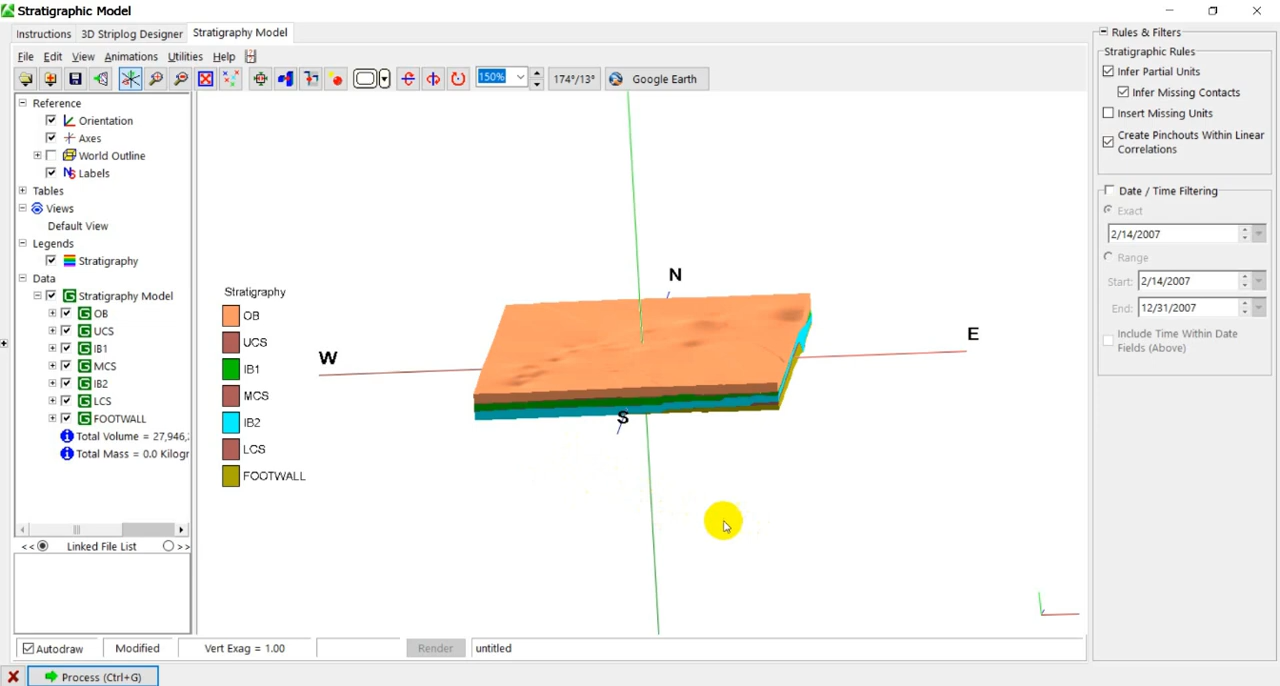 Stratigraphic Model
Instructions 3D Striplog Designer Stratigraphy Model
File Edit View Animations Utilities Help
150% 174°/13° Google Earth
Reference
Orientation
Axes
World Outline
Labels
Tables
Views
Default View
Legends
Stratigraphy
Data
Stratigraphy Model
OB
UCS
IB1
MCS
IB2
LCS
FOOTWALL
Total Volume = 27,946,
Total Mass = 0.0 Kilogr
<< Linked File List >>
Stratigraphy
OB
UCS
IB1
MCS
IB2
LCS
FOOTWALL
N
W
E
S
Autodraw Modified Vert Exag = 1.00 Render untitled
Process (Ctrl+G)
Rules & Filters
Stratigraphic Rules
Infer Partial Units
Infer Missing Contacts
Insert Missing Units
Create Pinchouts Within Linear
Correlations
Date / Time Filtering
Exact
2/14/2007
Range
Start: 2/14/2007
End: 12/31/2007
Include Time Within Date
Fields (Above)